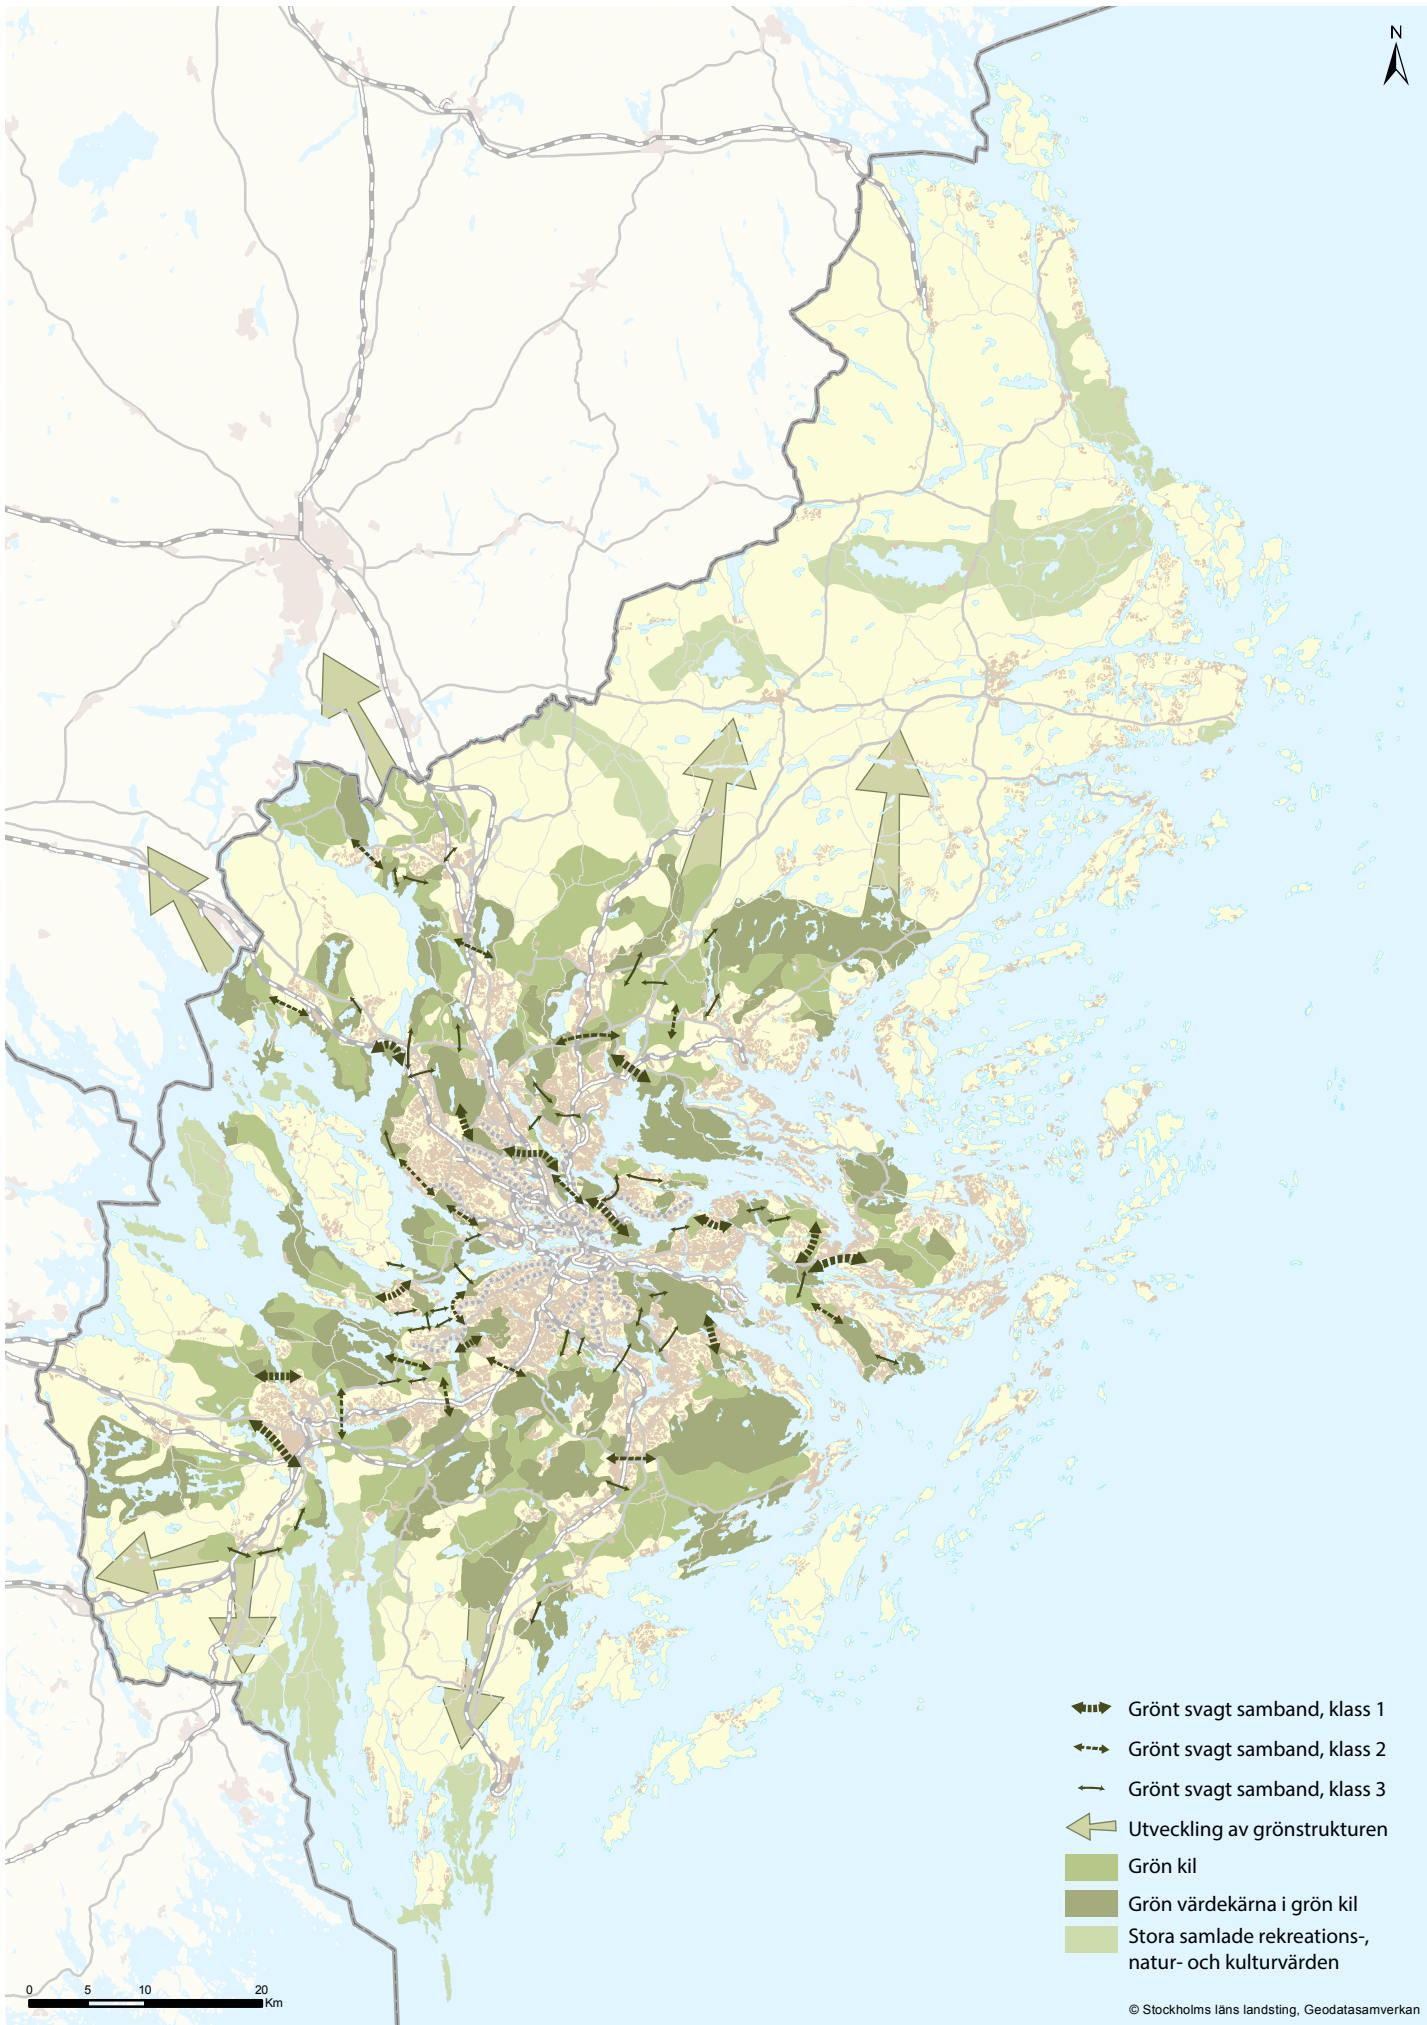 N
Grönt svagt samband, klass 1
Grönt svagt samband, klass 2
Grönt svagt samband, klass 3
Utveckling av grönstrukturen
Grön kil
Grön värdekärna i grön kil
Stora samlade rekreations-,
natur- och kulturvärden
0 5 10 20
Km
© Stockholms läns landsting, Geodatasamverkan